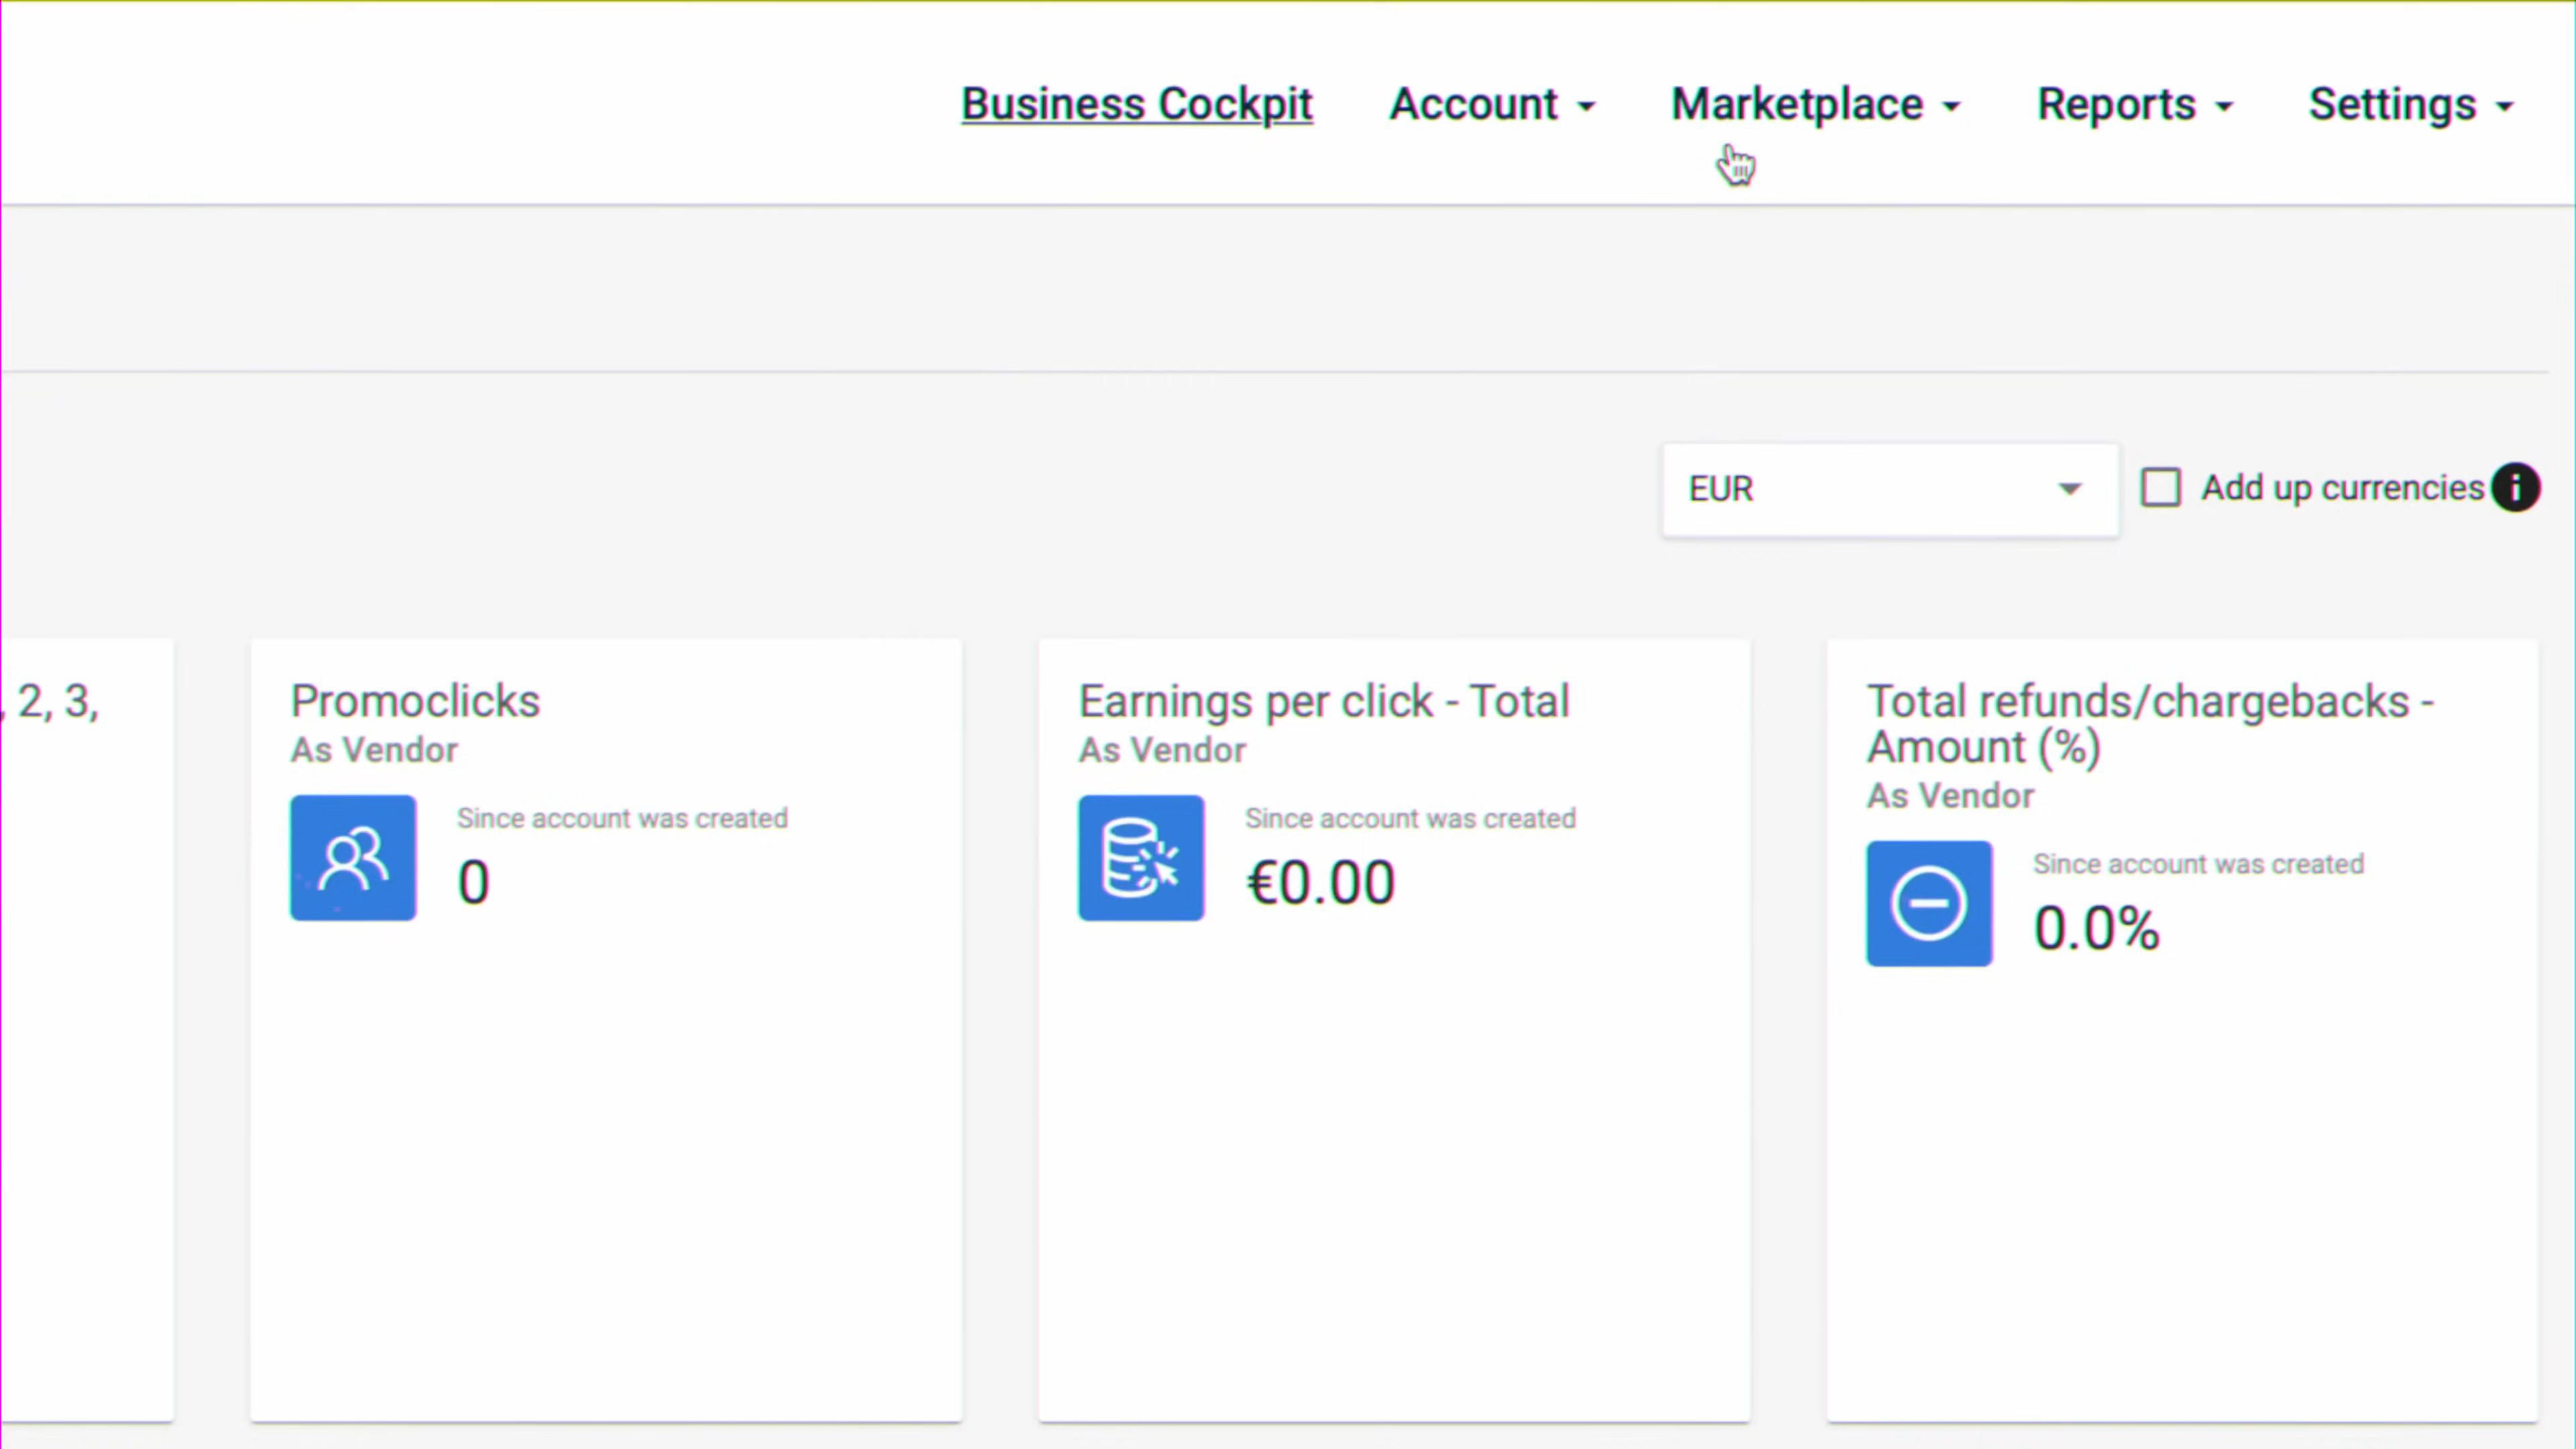 Business Cockpit Account Marketplace Reports Settings
EUR Add up currencies i
, 2, 3,
Promoclicks
As Vendor
Since account was created
0
Earnings per click - Total
As Vendor
Since account was created
€0.00
Total refunds/chargebacks -
Amount (%)
As Vendor
Since account was created
0.0%